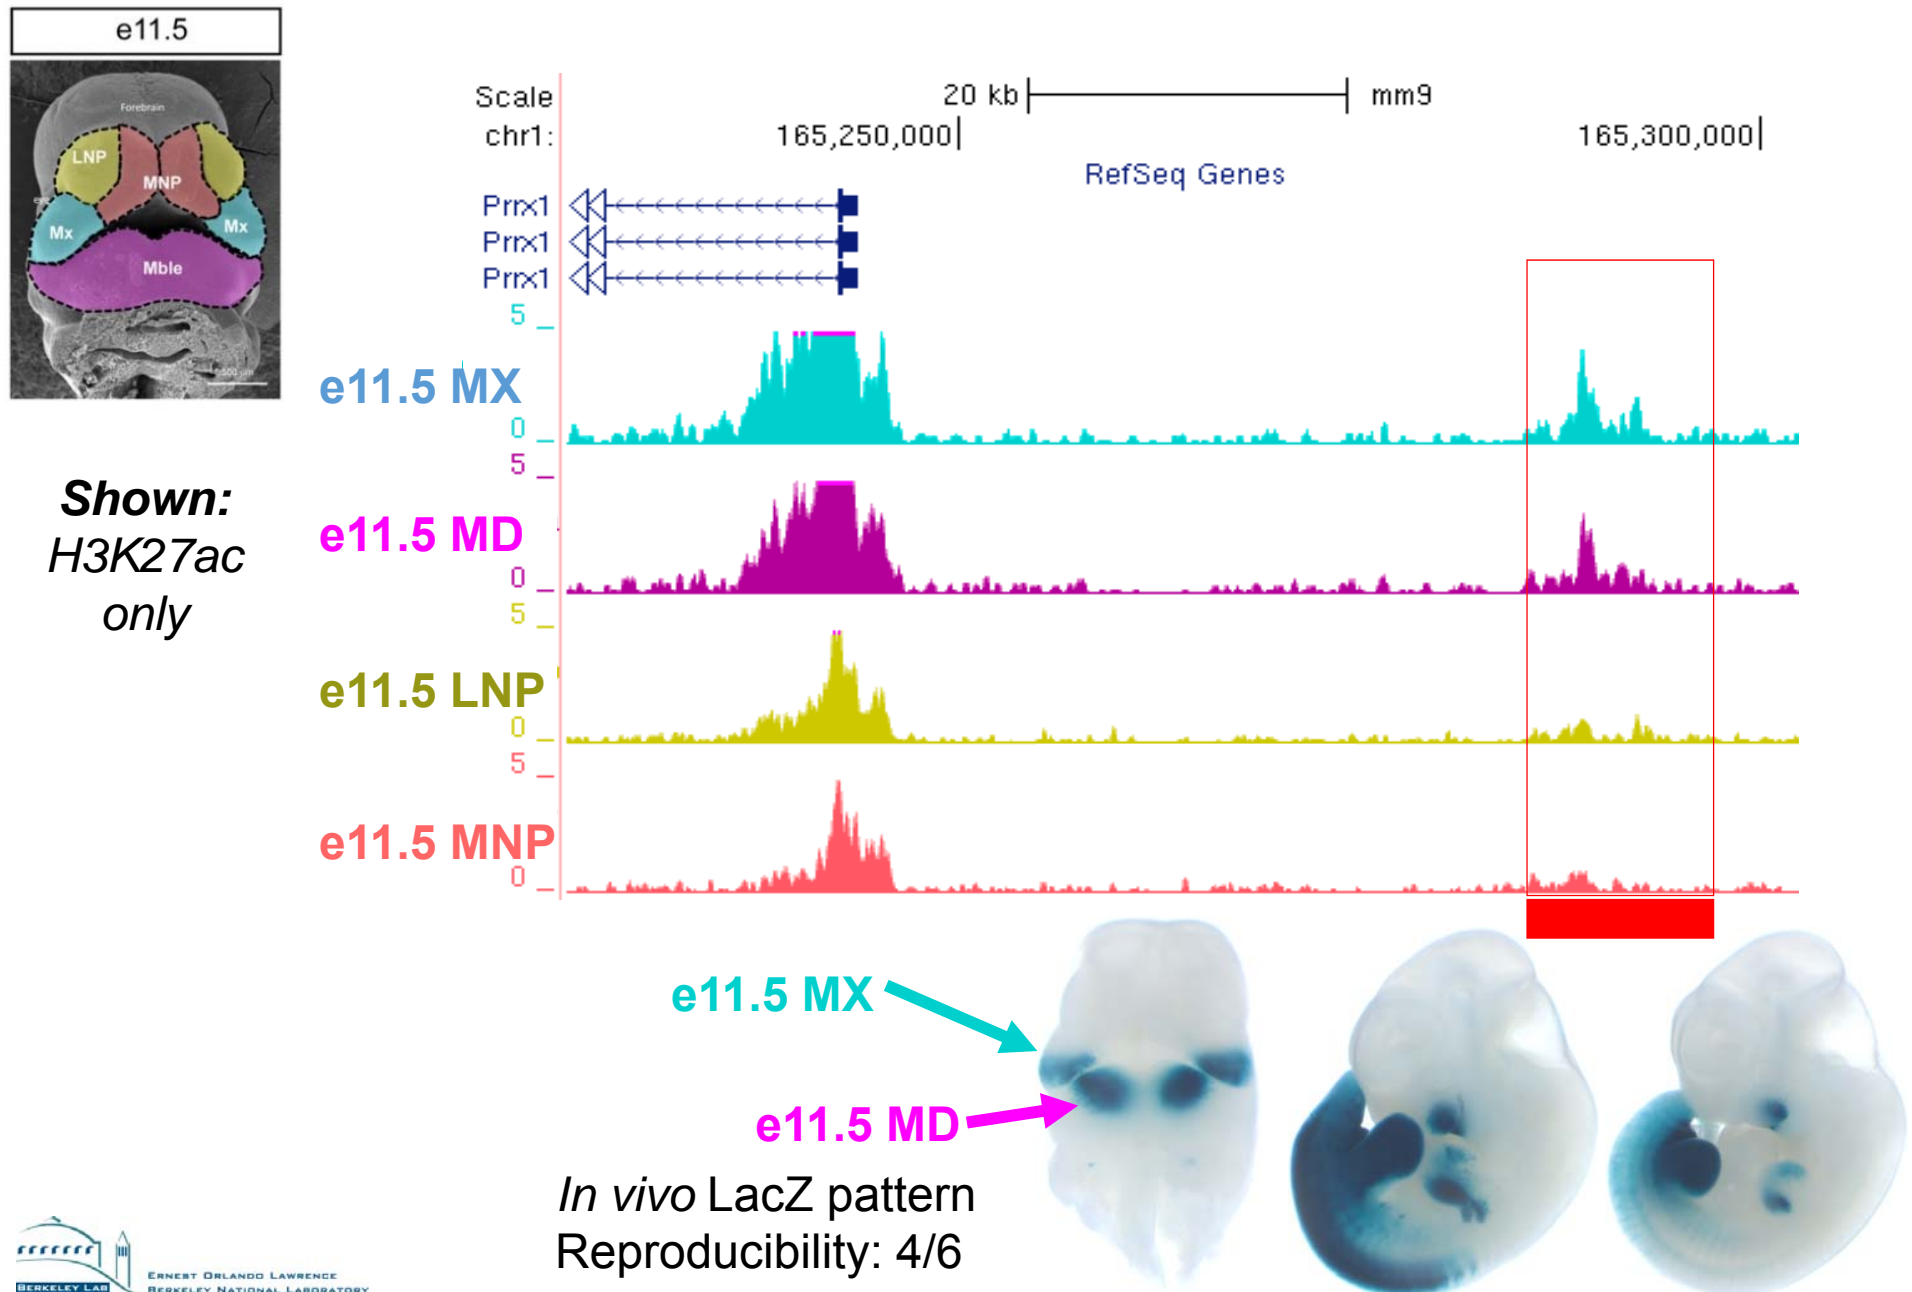 e11.5
Forebrain
LNP
MNP
eye
Mx
Mx
Mble
500 µm
Scale
20 kb
mm9
chr1:
165,250,000
165,300,000
RefSeq Genes
Prrx1
Prrx1
Prrx1
5
e11.5 MX
0
5
Shown:
H3K27ac
only
e11.5 MD
0
5
e11.5 LNP
0
5
e11.5 MNP
0
e11.5 MX
e11.5 MD
In vivo LacZ pattern
Reproducibility: 4/6
BERKELEY LAB
ERNEST ORLANDO LAWRENCE
BERKELEY NATIONAL LABORATORY